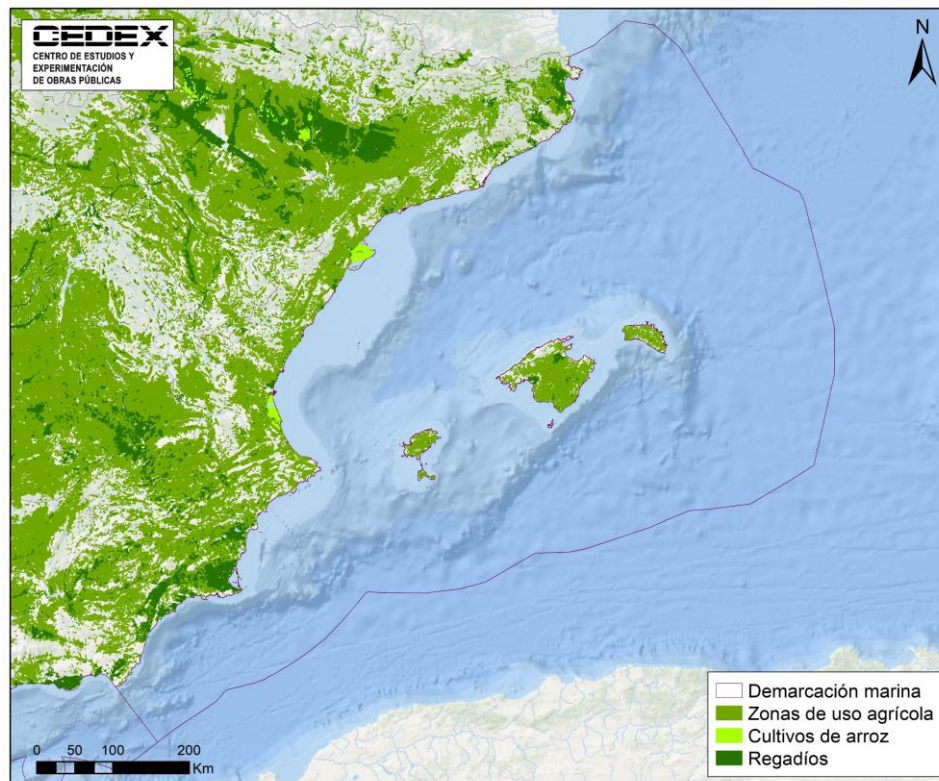 CEDEX
CENTRO DE ESTUDIOS Y
EXPERIMENTACIÓN
DE OBRAS PÚBLICAS
N
Demarcación marina
Zonas de uso agrícola
Cultivos de arroz
Regadíos
0 50 100 200
Km